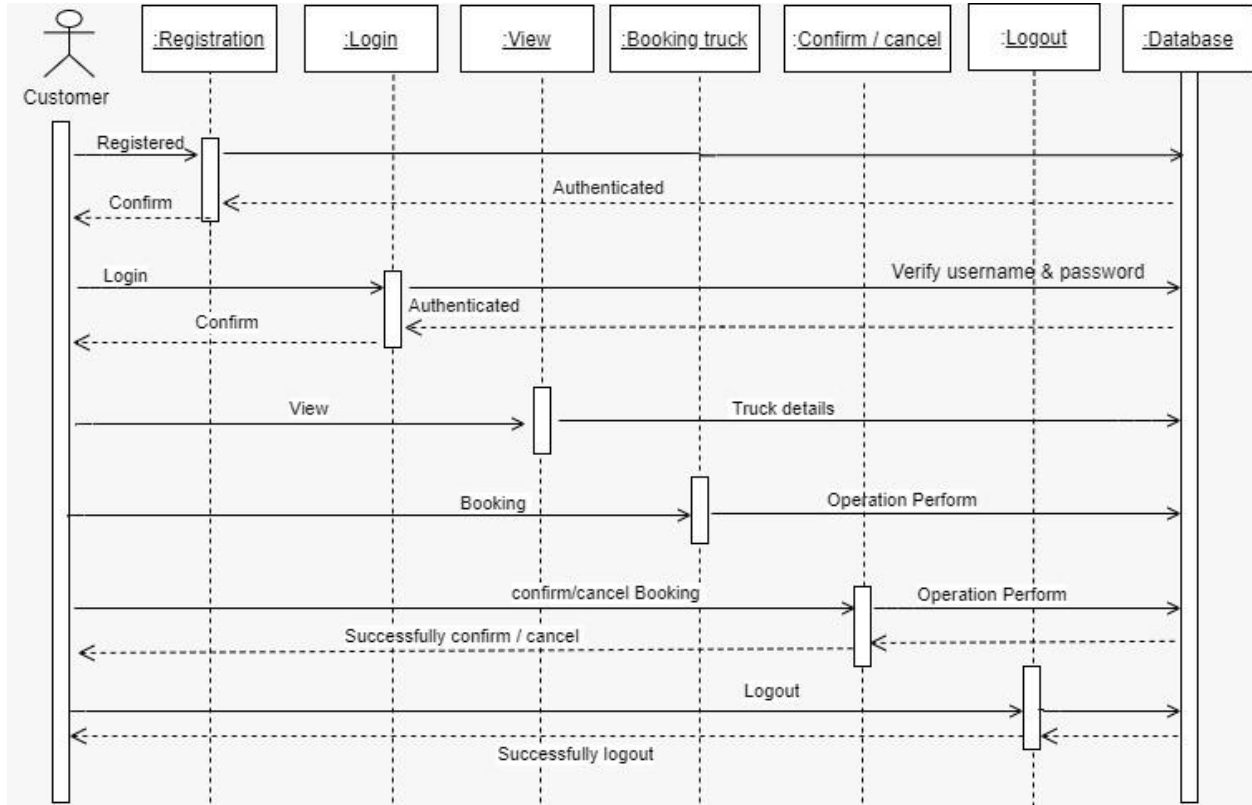 :Registration
:Login
:View
:Booking truck
:Confirm / cancel
:Logout
:Database
Customer
Registered
Authenticated
Confirm
Login
Verify username & password
Authenticated
Confirm
View
Truck details
Booking
Operation Perform
confirm/cancel Booking
Operation Perform
Successfully confirm / cancel
Logout
Successfully logout